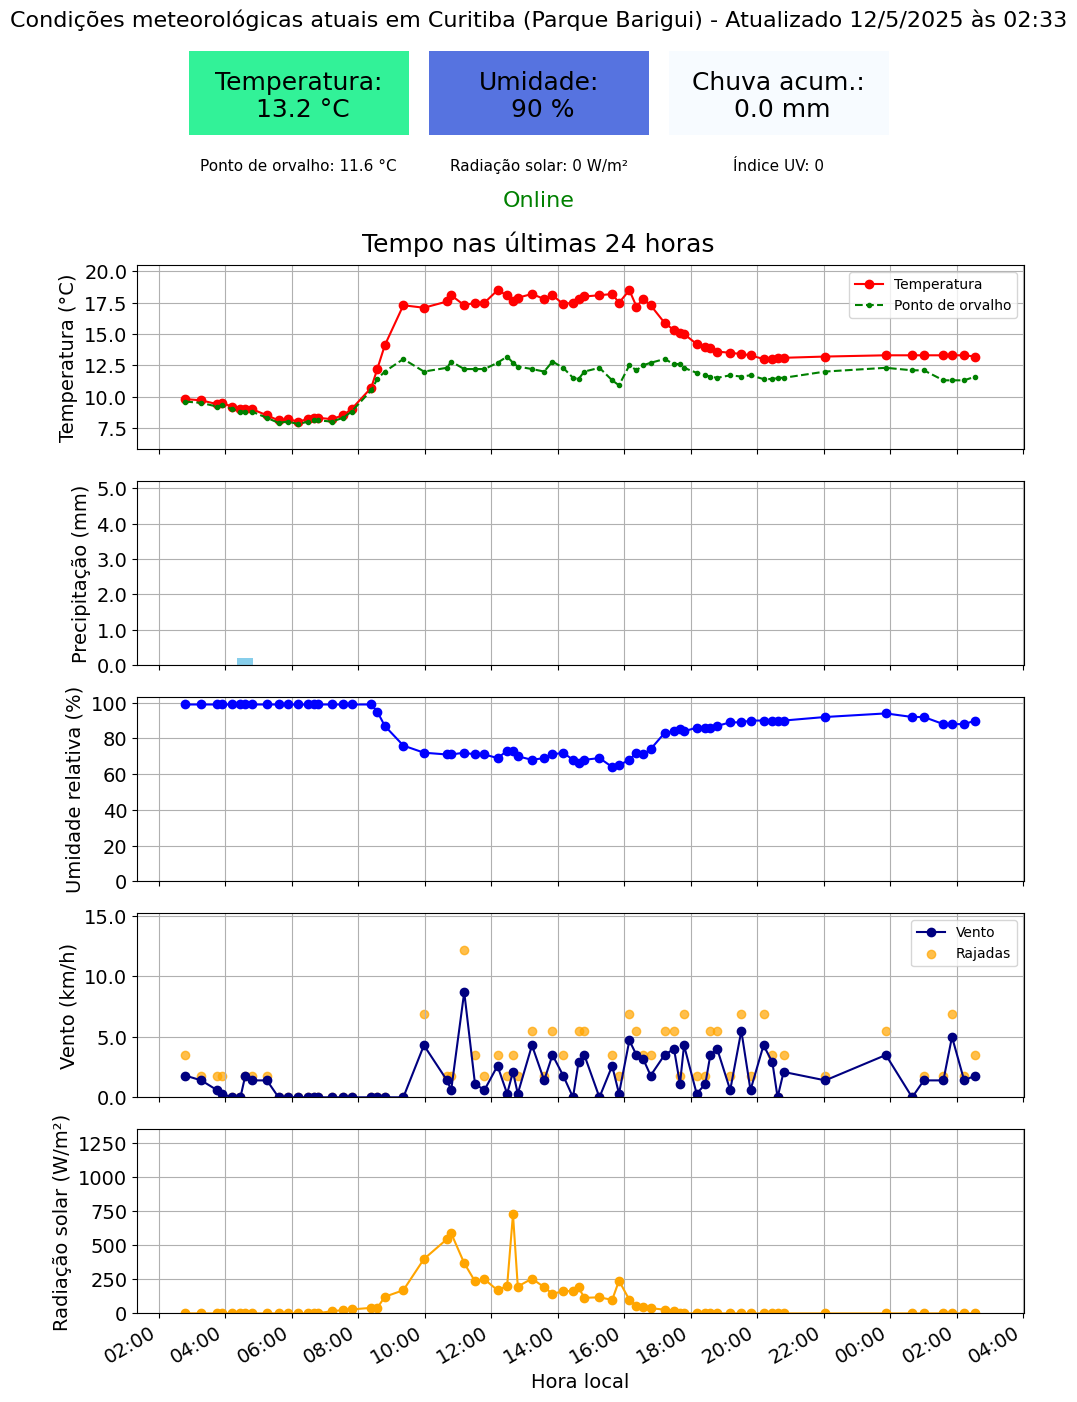 Condições meteorológicas atuais em Curitiba (Parque Barigui) - Atualizado 12/5/2025 às 02:33
Temperatura:
13.2 °C
Umidade:
90 %
Chuva acum.:
0.0 mm
Ponto de orvalho: 11.6 °C
Radiação solar: 0 W/m²
Índice UV: 0
Online
Tempo nas últimas 24 horas
Temperatura (°C)
20.0
17.5
15.0
12.5
10.0
7.5
Temperatura
Ponto de orvalho
Precipitação (mm)
5.0
4.0
3.0
2.0
1.0
0.0
Umidade relativa (%)
100
80
60
40
20
0
Vento (km/h)
15.0
10.0
5.0
0.0
Vento
Rajadas
Radiação solar (W/m²)
1250
1000
750
500
250
0
02:00
04:00
06:00
08:00
10:00
12:00
14:00
16:00
18:00
20:00
22:00
00:00
02:00
04:00
Hora local